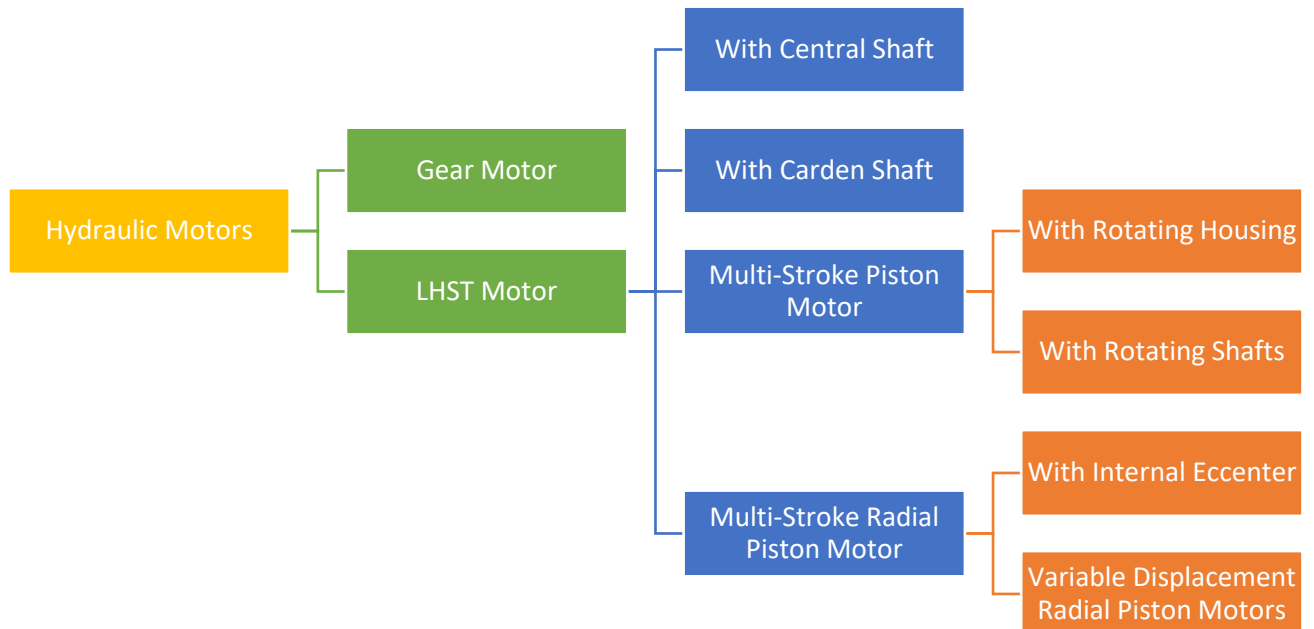 Hydraulic Motors
Gear Motor
LHST Motor
With Central Shaft
With Carden Shaft
Multi-Stroke Piston
Motor
Multi-Stroke Radial
Piston Motor
With Rotating Housing
With Rotating Shafts
With Internal Eccenter
Variable Displacement
Radial Piston Motors